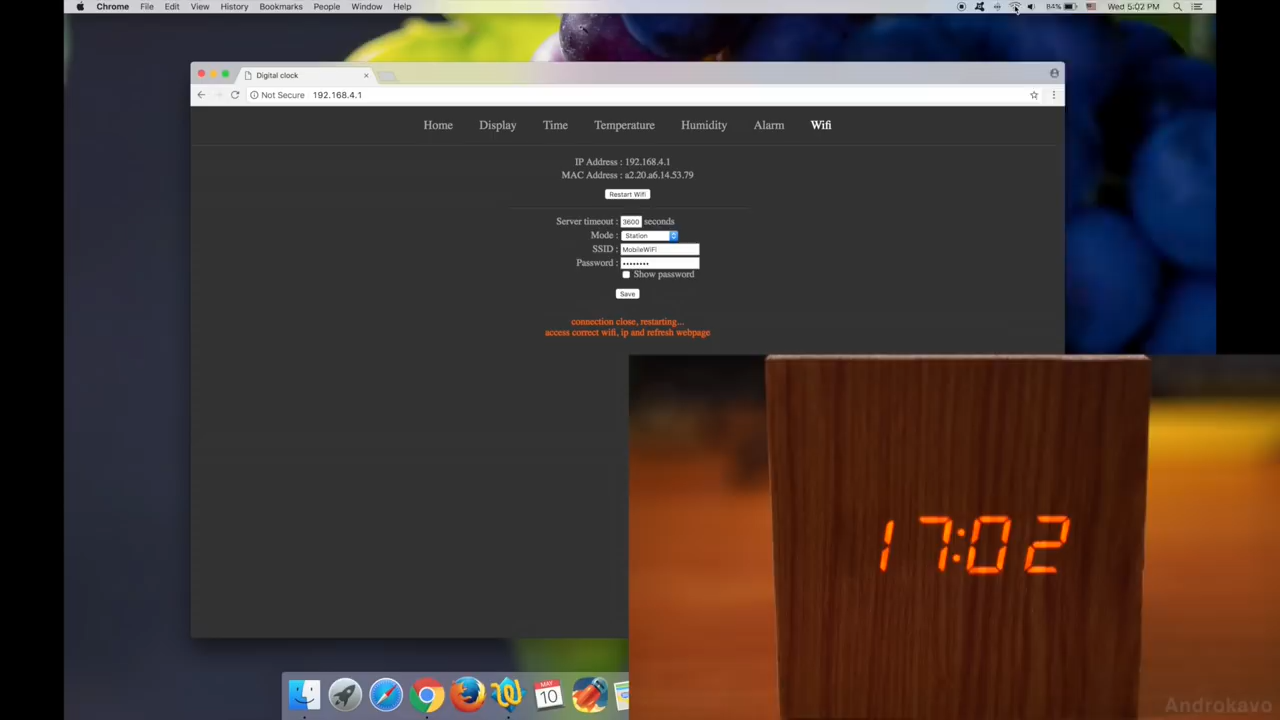 Chrome File Edit View History Bookmarks People Window Help 84% Wed 5:02 PM
Digital clock
Not Secure 192.168.4.1
Home Display Time Temperature Humidity Alarm Wifi
IP Address : 192.168.4.1
MAC Address : a2.20.a6.14.53.79
Restart Wifi
Server timeout : 3600 seconds
Mode : Station
SSID : MobileWiFi
Password : ••••••••
Show password
Save
connection close, restarting...
access correct wifi, ip and refresh webpage
17:02
MAY
10
Androkavo